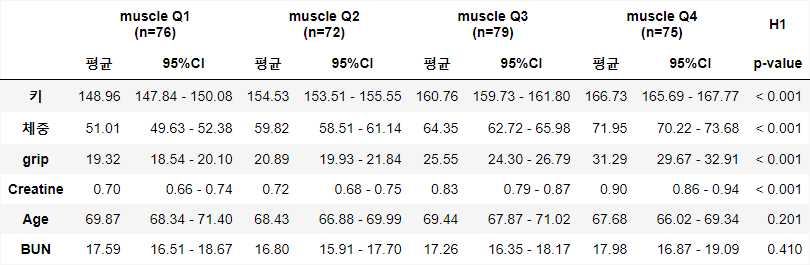 muscle Q1 (n=76) muscle Q2 (n=72) muscle Q3 (n=79) muscle Q4 (n=75) H1
평균 95%CI 평균 95%CI 평균 95%CI 평균 95%CI p-value
키 148.96 147.84 - 150.08 154.53 153.51 - 155.55 160.76 159.73 - 161.80 166.73 165.69 - 167.77 < 0.001
체중 51.01 49.63 - 52.38 59.82 58.51 - 61.14 64.35 62.72 - 65.98 71.95 70.22 - 73.68 < 0.001
grip 19.32 18.54 - 20.10 20.89 19.93 - 21.84 25.55 24.30 - 26.79 31.29 29.67 - 32.91 < 0.001
Creatine 0.70 0.66 - 0.74 0.72 0.68 - 0.75 0.83 0.79 - 0.87 0.90 0.86 - 0.94 < 0.001
Age 69.87 68.34 - 71.40 68.43 66.88 - 69.99 69.44 67.87 - 71.02 67.68 66.02 - 69.34 0.201
BUN 17.59 16.51 - 18.67 16.80 15.91 - 17.70 17.26 16.35 - 18.17 17.98 16.87 - 19.09 0.410